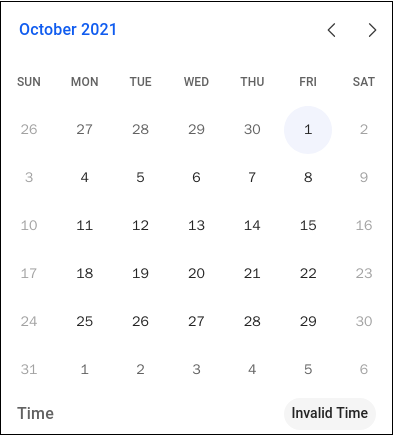 October 2021
SUN MON TUE WED THU FRI SAT
26 27 28 29 30 1 2
3 4 5 6 7 8 9
10 11 12 13 14 15 16
17 18 19 20 21 22 23
24 25 26 27 28 29 30
31 1 2 3 4 5 6
Time Invalid Time